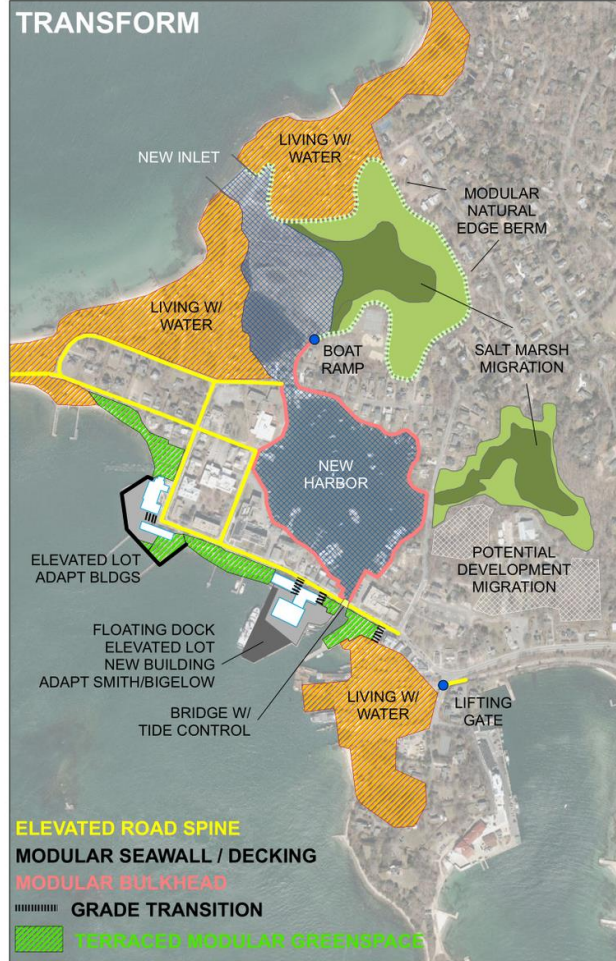 TRANSFORM
LIVING W/
WATER
NEW INLET
MODULAR
NATURAL
EDGE BERM
LIVING W/
WATER
BOAT
RAMP
SALT MARSH
MIGRATION
NEW
HARBOR
ELEVATED LOT
ADAPT BLDGS
POTENTIAL
DEVELOPMENT
MIGRATION
FLOATING DOCK
ELEVATED LOT
NEW BUILDING
ADAPT SMITH/BIGELOW
LIVING W/
WATER
LIFTING
GATE
BRIDGE W/
TIDE CONTROL
ELEVATED ROAD SPINE
MODULAR SEAWALL / DECKING
MODULAR BULKHEAD
GRADE TRANSITION
TERRACED MODULAR GREENSPACE